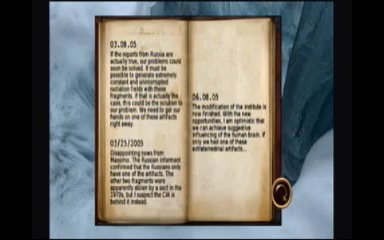 03.08.05
If the reports from Russia are
actually true, our problems could
soon be solved. It must be
possible to generate extremely
constant and uninterrupted
radiation fields with these
fragments. If that is actually the
case, this could be the solution to
our problem. We need to get our
hands on one of these artifacts
right away.
03/25/2005
Disappointing news from
Massimo. The Russian informant
confirmed that the Russians only
have one of the artifacts. The
other two fragments were
apparently stolen by a sect in the
1970s, but I suspect the CIA is
behind it instead.
06.08.05
The modification of the institute is
now finished. With the new
opportunities, I am optimistic that
we can achieve suggestive
influencing of the human brain. If
only we had one of these
extraterrestrial artifacts...